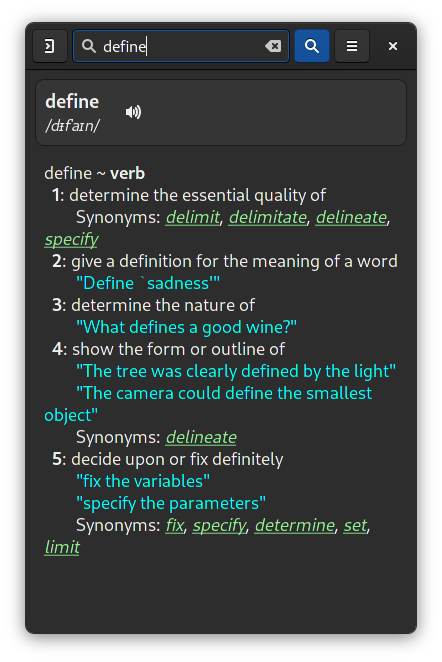 define
define
/dɪfaɪn/
define ~ verb
1: determine the essential quality of
Synonyms: delimit, delimitate, delineate,
specify
2: give a definition for the meaning of a word
"Define `sadness'"
3: determine the nature of
"What defines a good wine?"
4: show the form or outline of
"The tree was clearly defined by the light"
"The camera could define the smallest
object"
Synonyms: delineate
5: decide upon or fix definitely
"fix the variables"
"specify the parameters"
Synonyms: fix, specify, determine, set,
limit